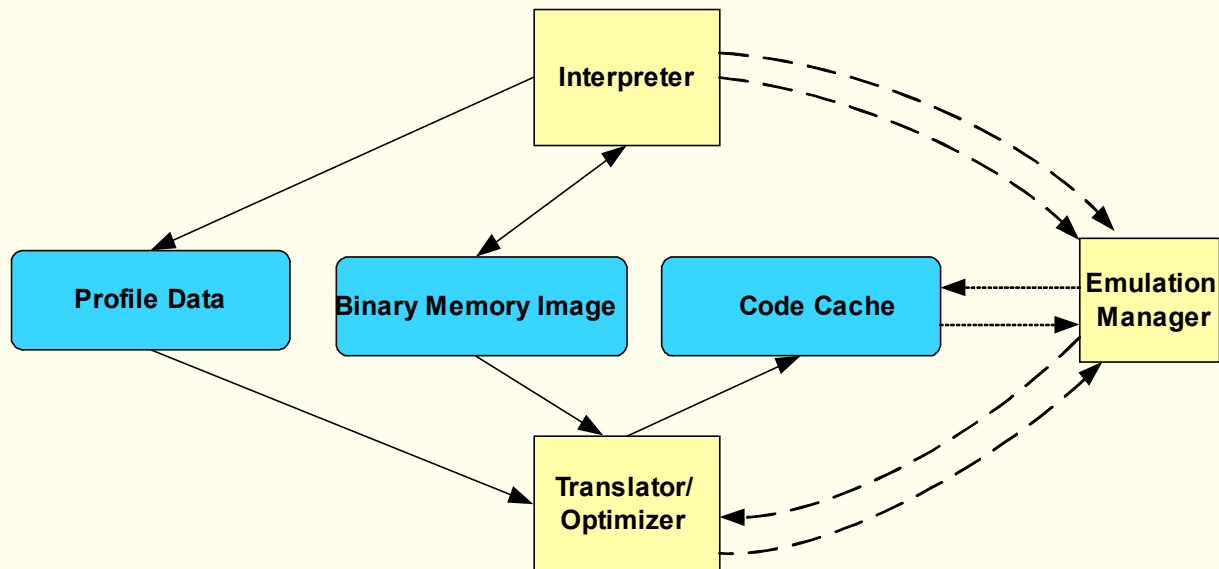 Interpreter
Profile Data
Binary Memory Image
Code Cache
Emulation
Manager
Translator/
Optimizer